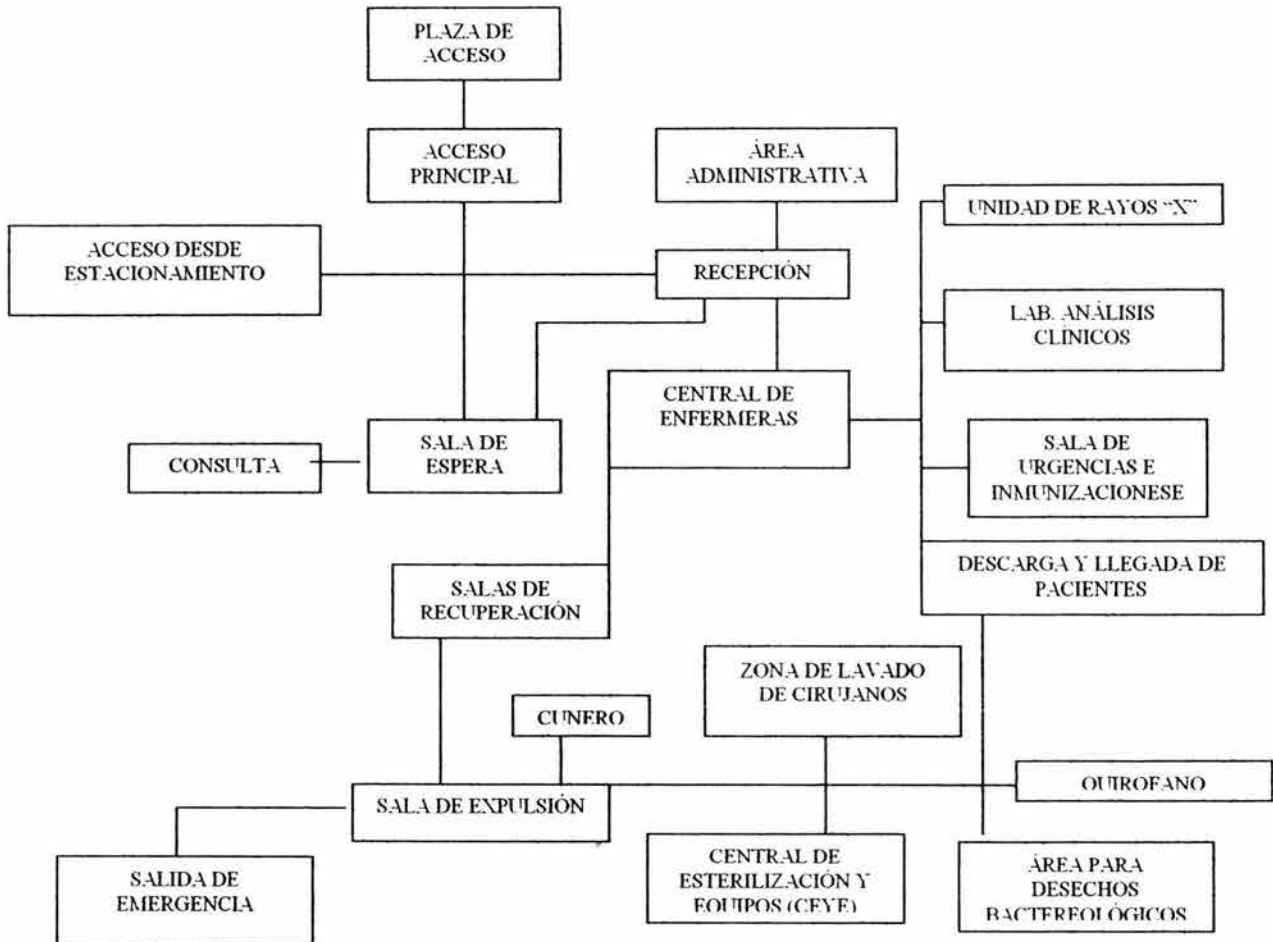 PLAZA DE
ACCESO
ACCESO
PRINCIPAL
ÁREA
ADMINISTRATIVA
UNIDAD DE RAYOS “X”
ACCESO DESDE
ESTACIONAMIENTO
RECEPCIÓN
LAB. ANÁLISIS
CLÍNICOS
CENTRAL DE
ENFERMERAS
SALA DE
ESPERA
CONSULTA
SALA DE
URGENCIAS E
INMUNIZACIONESE
DESCARGA Y LLEGADA DE
PACIENTES
SALAS DE
RECUPERACIÓN
ZONA DE LAVADO
DE CIRUJANOS
CUNERO
QUIROFANO
SALA DE EXPULSIÓN
CENTRAL DE
ESTERILIZACIÓN Y
EQUIPOS (CEYE)
ÁREA PARA
DESECHOS
BACTEREOLÓGICOS
SALIDA DE
EMERGENCIA